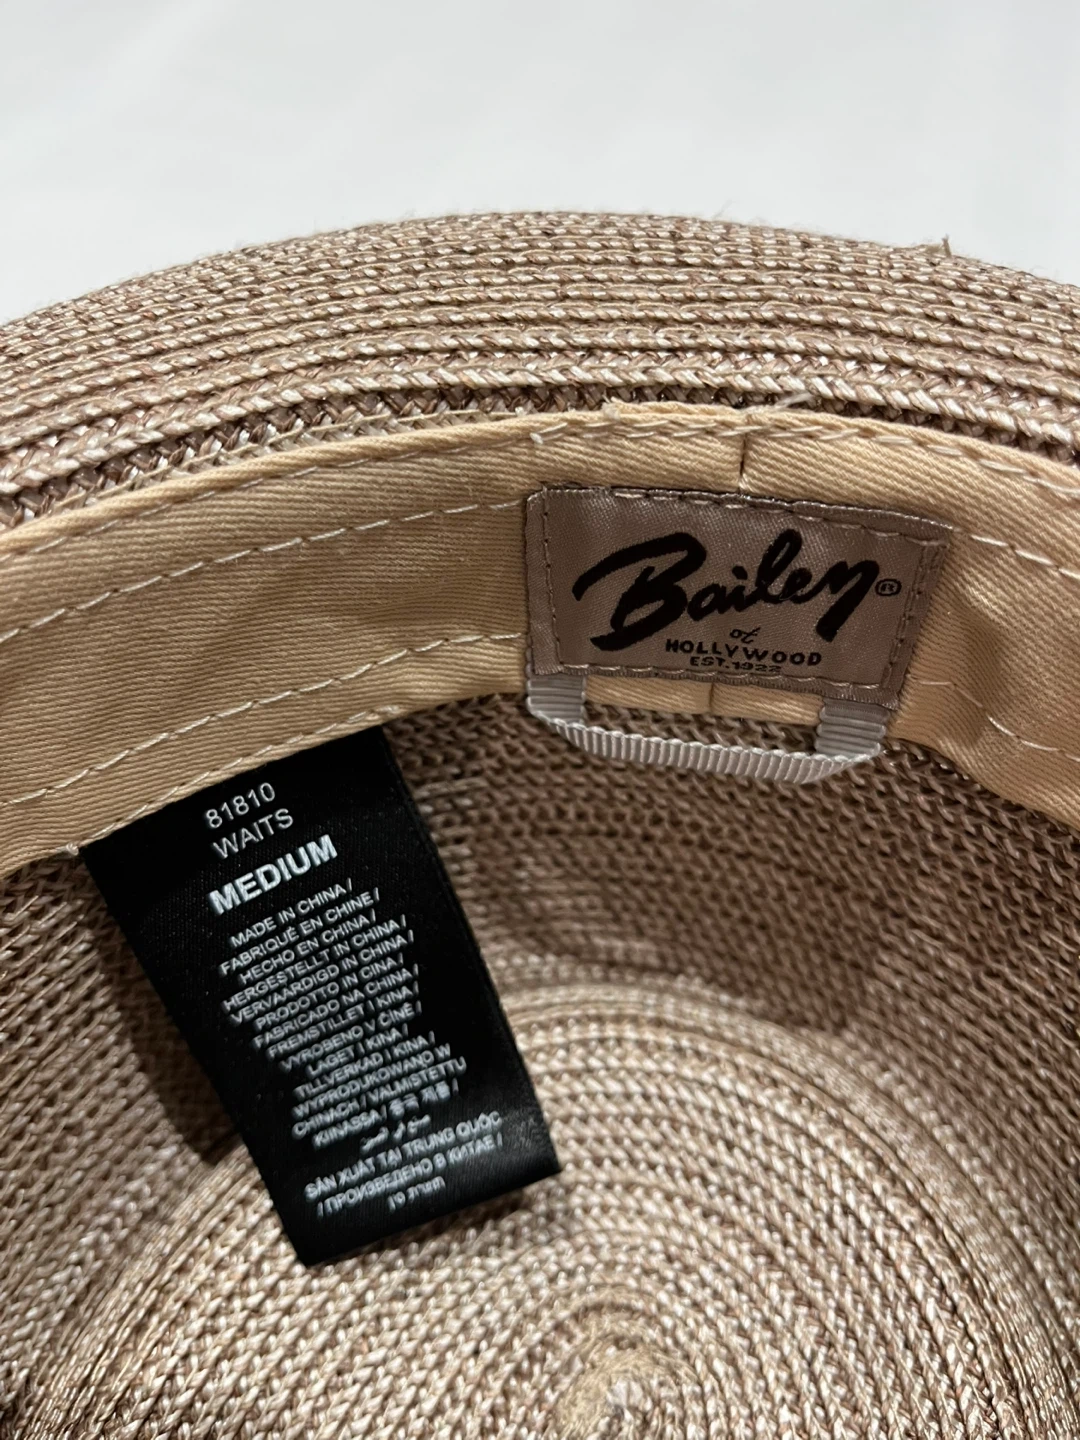 Bailey®
of
HOLLYWOOD
EST. 1922
81810
WAITS
MEDIUM
MADE IN CHINA /
FABRIQUÉ EN CHINE /
HECHO EN CHINA /
HERGESTELLT IN CHINA /
VERVAARDIGD IN CHINA /
PRODOTTO IN CINA /
FABRICADO NA CHINA /
FREMSTILLET I KINA /
VYROBENO V ČÍNĚ /
LAGET I KINA /
TILLVERKAD I KINA /
WYPRODUKOWANO W
CHINACH / VALMISTETTU
KIINASSA /
SẢN XUẤT TẠI TRUNG QUỐC
/ ПРОИЗВЕДЕНО В КИТАЕ /